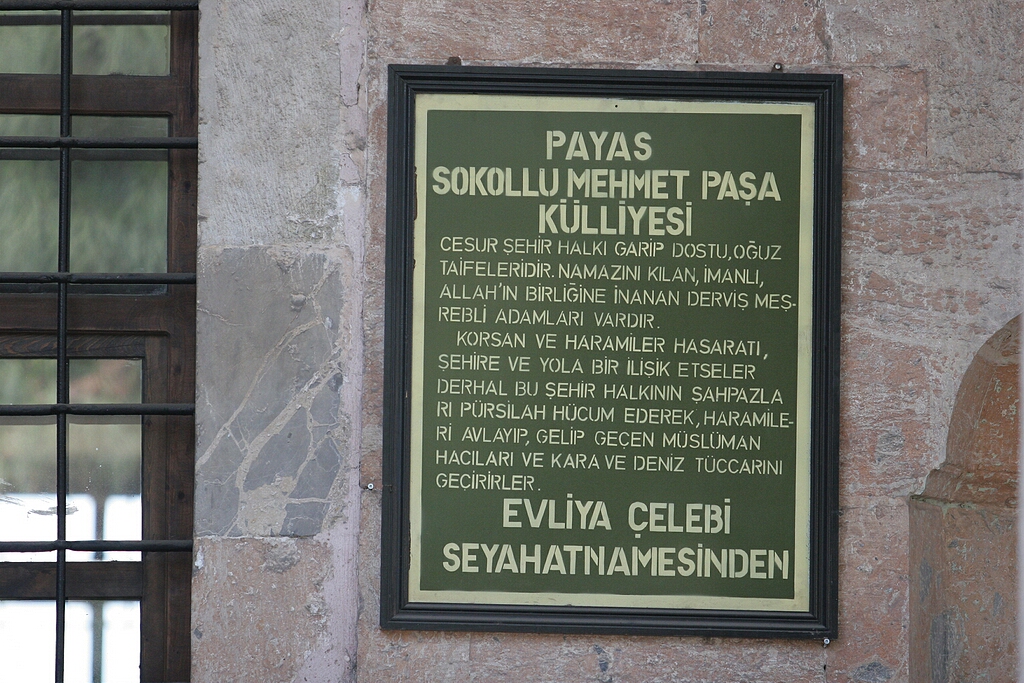 PAYAS
SOKOLLU MEHMET PAŞA
KÜLLİYESİ
CESUR ŞEHİR HALKI GARİP DOSTU,OĞUZ
TAİFELERİDİR. NAMAZINI KILAN, İMANLI,
ALLAH'IN BİRLİĞİNE İNANAN DERVİŞ MEŞ-
REBLİ ADAMLARI VARDIR.
KORSAN VE HARAMİLER HASARATI,
ŞEHİRE VE YOLA BİR İLİŞİK ETSELER
DERHAL BU ŞEHİR HALKININ ŞAHPAZLA
RI PÜRSİLAH HÜCUM EDEREK, HARAMİLE-
Rİ AVLAYIP, GELİP GEÇEN MÜSLÜMAN
HACILARI VE KARA VE DENİZ TÜCCARINI
GEÇİRİRLER.
EVLİYA ÇELEBİ
SEYAHATNAMESİNDEN